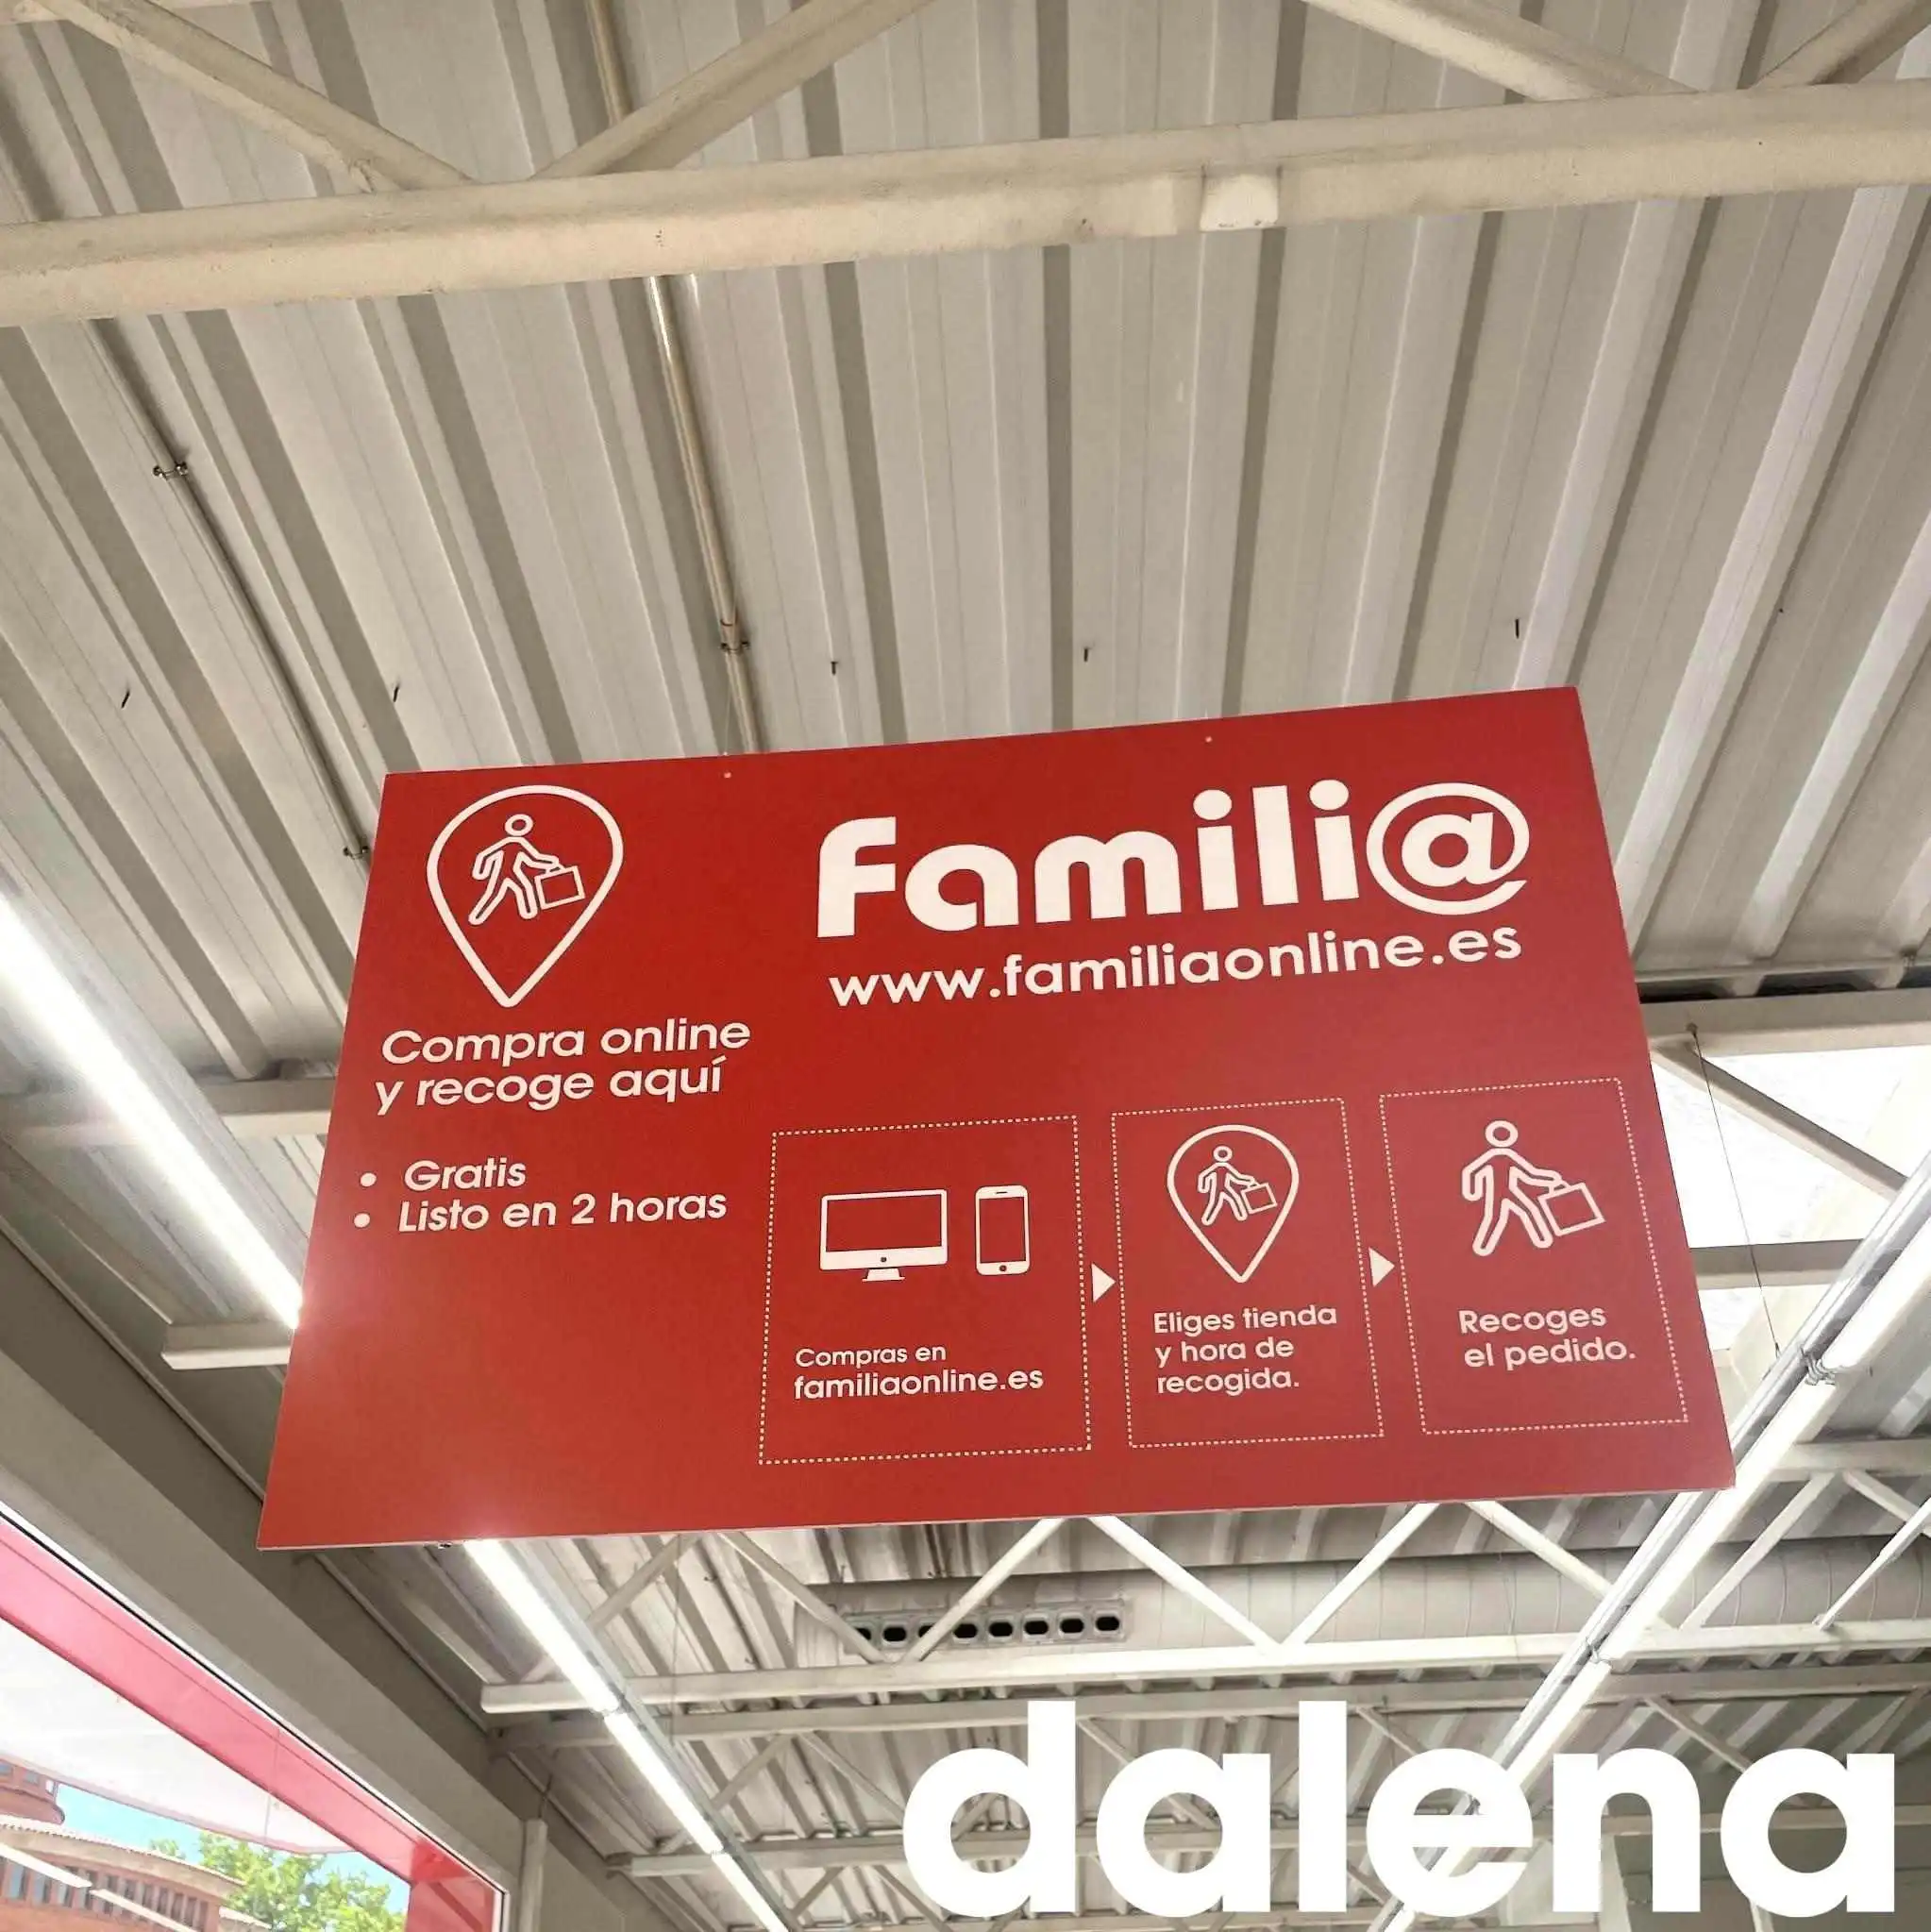 Famili@
www.familiaonline.es
Compra online
y recoge aquí
• Gratis
• Listo en 2 horas
Compras en
familiaonline.es
Eliges tienda
y hora de
recogida.
Recoges
el pedido.
dalena